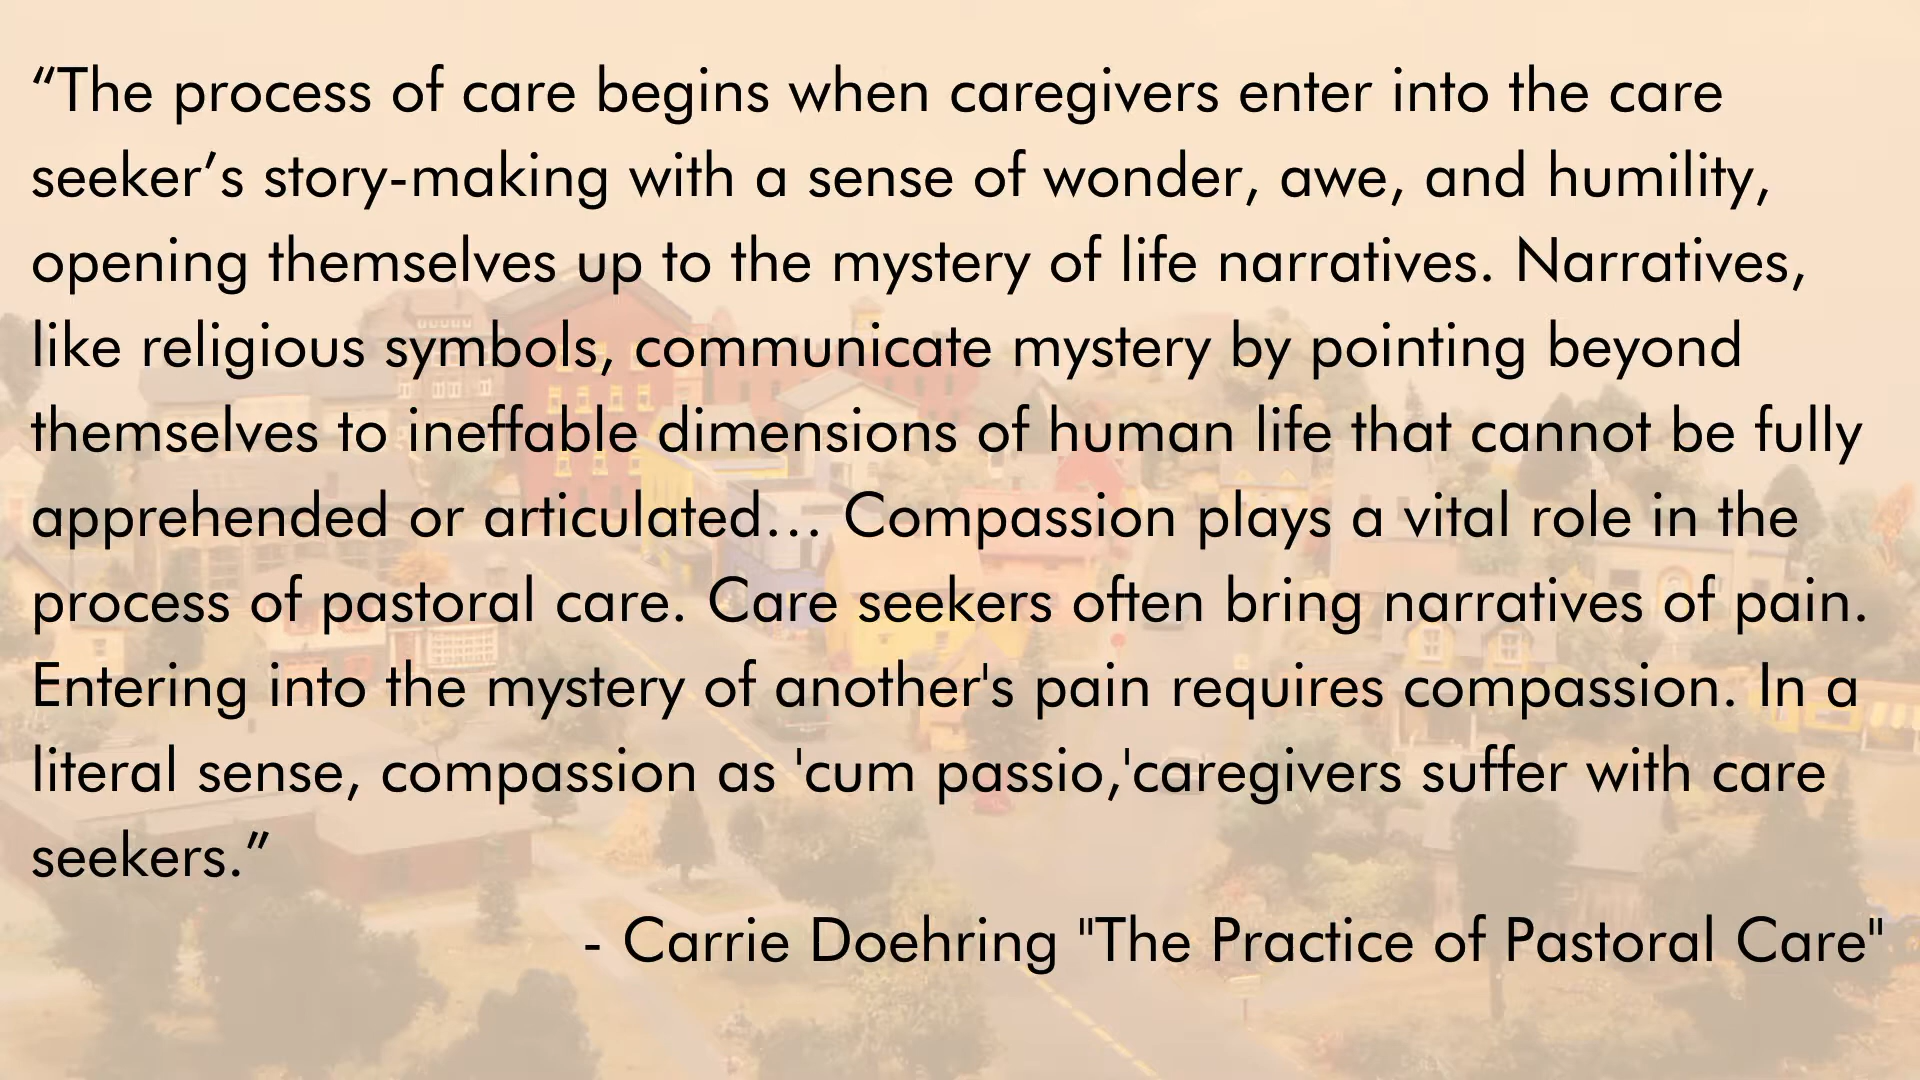 “The process of care begins when caregivers enter into the care
seeker’s story-making with a sense of wonder, awe, and humility,
opening themselves up to the mystery of life narratives. Narratives,
like religious symbols, communicate mystery by pointing beyond
themselves to ineffable dimensions of human life that cannot be fully
apprehended or articulated… Compassion plays a vital role in the
process of pastoral care. Care seekers often bring narratives of pain.
Entering into the mystery of another's pain requires compassion. In a
literal sense, compassion as 'cum passio,'caregivers suffer with care
seekers.”
- Carrie Doehring "The Practice of Pastoral Care"